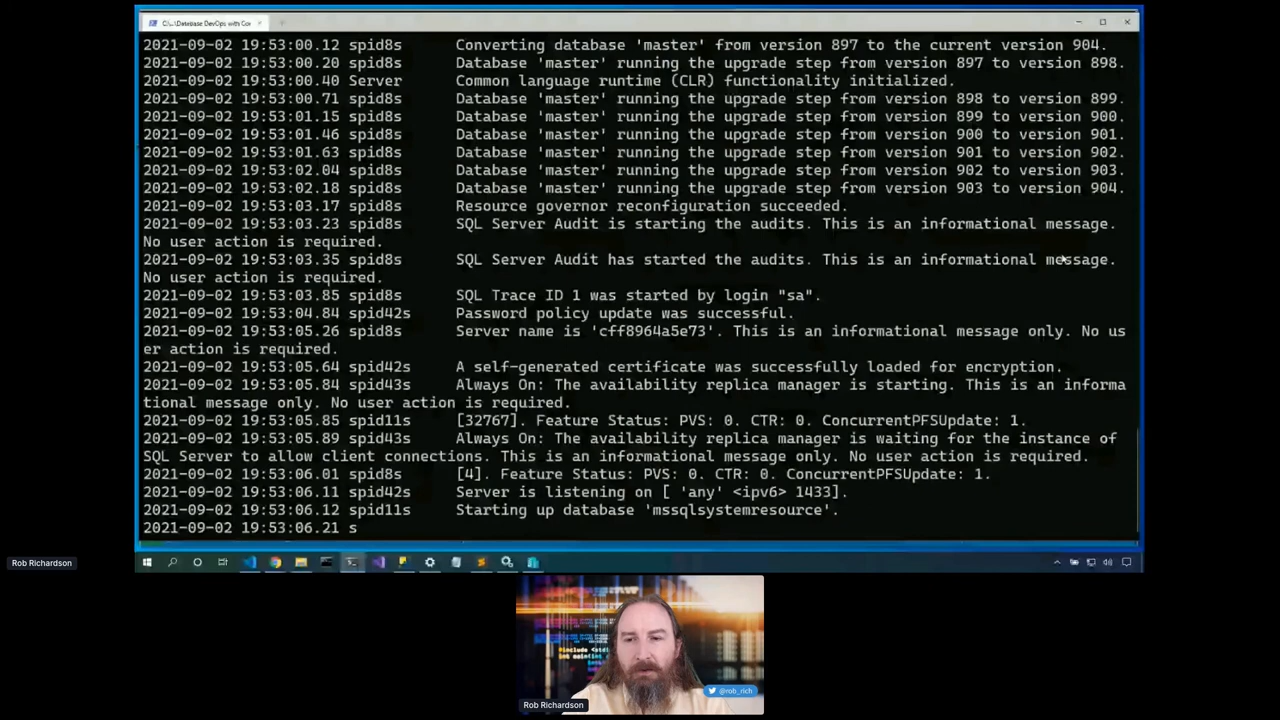 C:\...\Database DevOps with Con
2021-09-02 19:53:00.12 spid8s      Converting database 'master' from version 897 to the current version 904.
2021-09-02 19:53:00.20 spid8s      Database 'master' running the upgrade step from version 897 to version 898.
2021-09-02 19:53:00.40 Server      Common language runtime (CLR) functionality initialized.
2021-09-02 19:53:00.71 spid8s      Database 'master' running the upgrade step from version 898 to version 899.
2021-09-02 19:53:01.15 spid8s      Database 'master' running the upgrade step from version 899 to version 900.
2021-09-02 19:53:01.46 spid8s      Database 'master' running the upgrade step from version 900 to version 901.
2021-09-02 19:53:01.63 spid8s      Database 'master' running the upgrade step from version 901 to version 902.
2021-09-02 19:53:02.04 spid8s      Database 'master' running the upgrade step from version 902 to version 903.
2021-09-02 19:53:02.18 spid8s      Database 'master' running the upgrade step from version 903 to version 904.
2021-09-02 19:53:03.17 spid8s      Resource governor reconfiguration succeeded.
2021-09-02 19:53:03.23 spid8s      SQL Server Audit is starting the audits. This is an informational message.
No user action is required.
2021-09-02 19:53:03.35 spid8s      SQL Server Audit has started the audits. This is an informational message.
No user action is required.
2021-09-02 19:53:03.85 spid8s      SQL Trace ID 1 was started by login "sa".
2021-09-02 19:53:04.84 spid42s     Password policy update was successful.
2021-09-02 19:53:05.26 spid8s      Server name is 'cff8964a5e73'. This is an informational message only. No us
er action is required.
2021-09-02 19:53:05.64 spid42s     A self-generated certificate was successfully loaded for encryption.
2021-09-02 19:53:05.84 spid43s     Always On: The availability replica manager is starting. This is an informa
tional message only. No user action is required.
2021-09-02 19:53:05.85 spid11s     [32767]. Feature Status: PVS: 0. CTR: 0. ConcurrentPFSUpdate: 1.
2021-09-02 19:53:05.89 spid43s     Always On: The availability replica manager is waiting for the instance of
SQL Server to allow client connections. This is an informational message only. No user action is required.
2021-09-02 19:53:06.01 spid8s      [4]. Feature Status: PVS: 0. CTR: 0. ConcurrentPFSUpdate: 1.
2021-09-02 19:53:06.11 spid42s     Server is listening on [ 'any' <ipv6> 1433].
2021-09-02 19:53:06.12 spid11s     Starting up database 'mssqlsystemresource'.
2021-09-02 19:53:06.21 s
Rob Richardson
#include <std
int main(int
@rob_rich
Rob Richardson